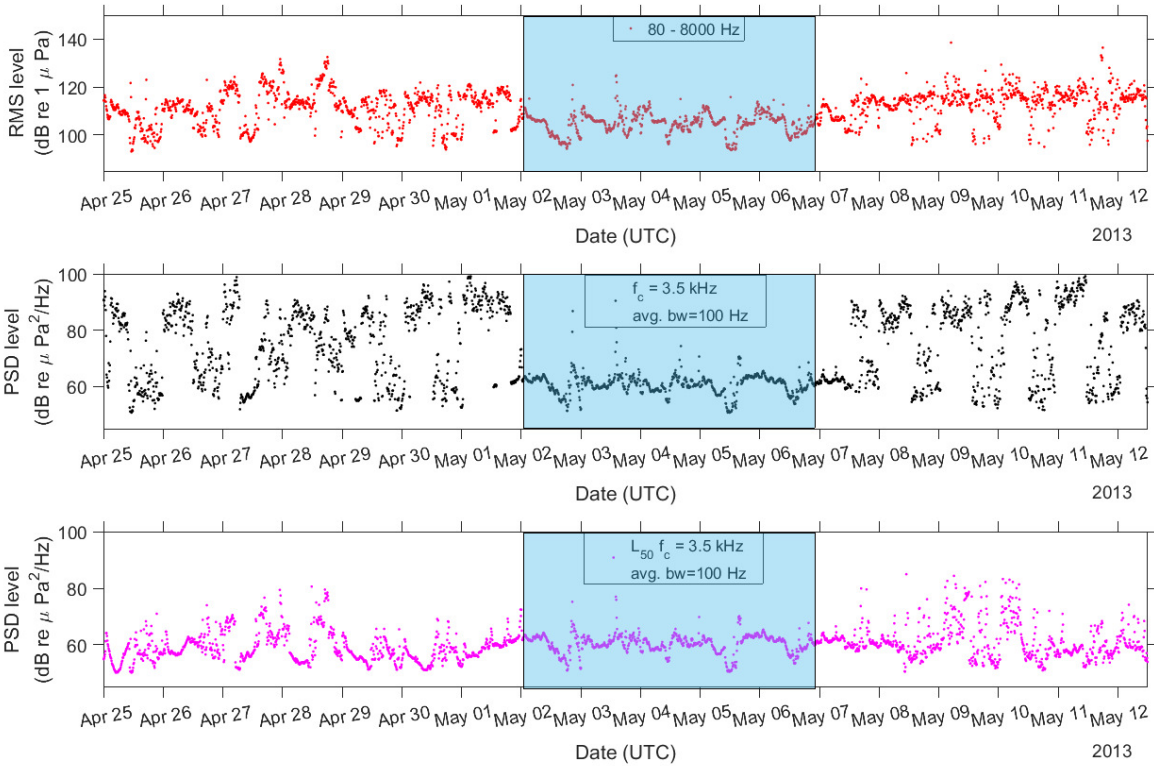 140
120
100
RMS level
(dB re 1 μ Pa)
80 - 8000 Hz
Apr 25 Apr 26 Apr 27 Apr 28 Apr 29 Apr 30 May 01 May 02 May 03 May 04 May 05 May 06 May 07 May 08 May 09 May 10 May 11 May 12
Date (UTC)
2013
100
80
60
PSD level
(dB re μ Pa²/Hz)
f_c = 3.5 kHz
avg. bw=100 Hz
Apr 25 Apr 26 Apr 27 Apr 28 Apr 29 Apr 30 May 01 May 02 May 03 May 04 May 05 May 06 May 07 May 08 May 09 May 10 May 11 May 12
Date (UTC)
2013
100
80
60
PSD level
(dB re μ Pa²/Hz)
L₅₀ f_c = 3.5 kHz
avg. bw=100 Hz
Apr 25 Apr 26 Apr 27 Apr 28 Apr 29 Apr 30 May 01 May 02 May 03 May 04 May 05 May 06 May 07 May 08 May 09 May 10 May 11 May 12
Date (UTC)
2013